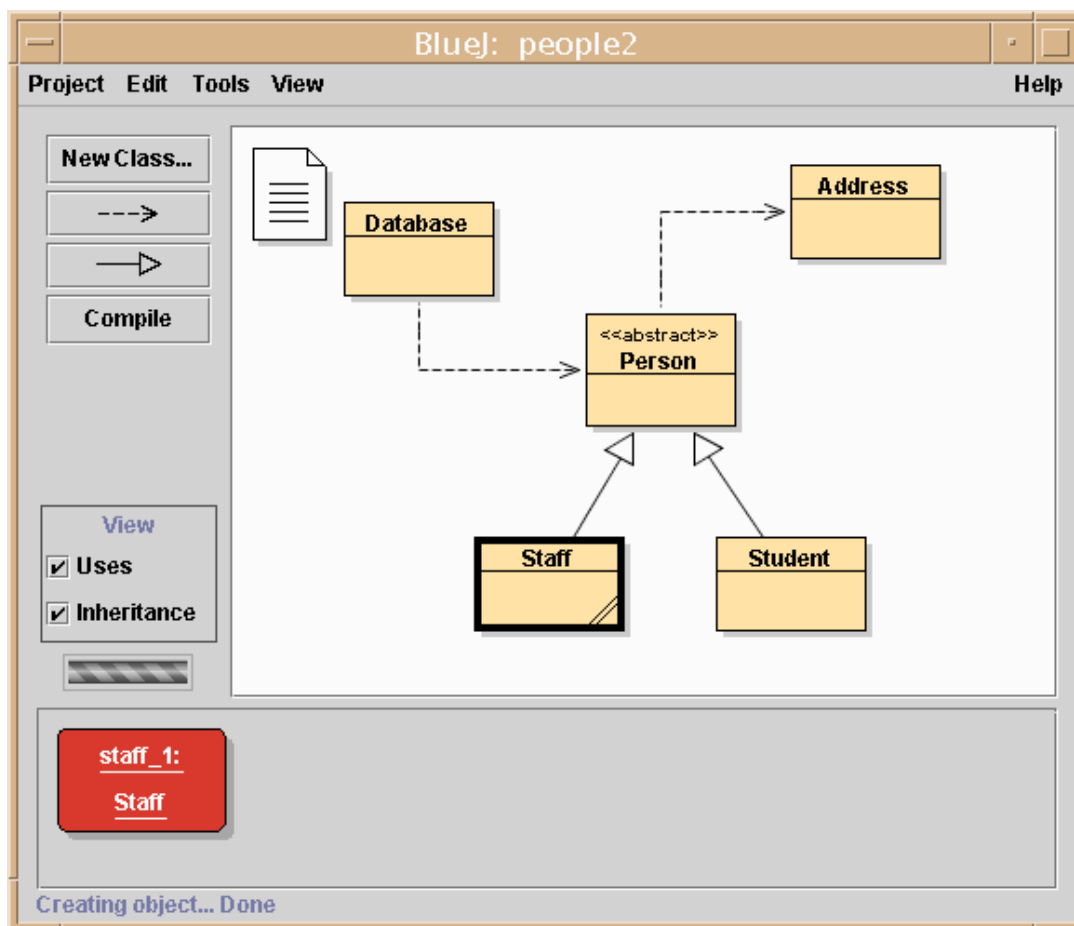 BlueJ: people2
Project Edit Tools View Help
New Class...
Compile
View
Uses
Inheritance
Database
Address
<<abstract>>
Person
Staff
Student
staff_1:
Staff
Creating object... Done